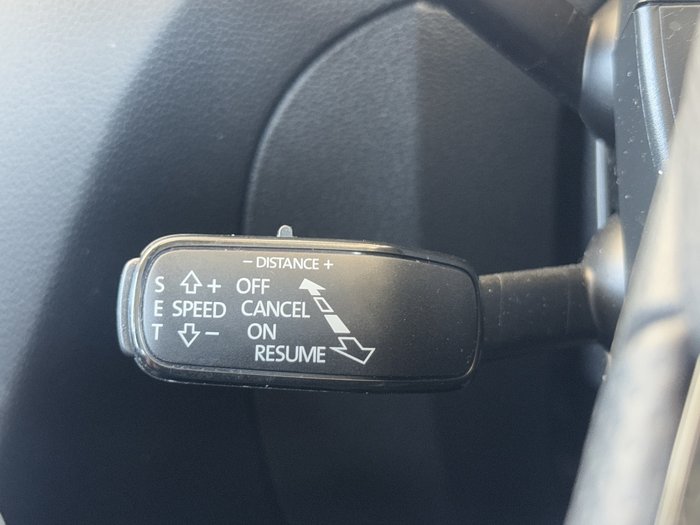 − DISTANCE +
S + OFF
E SPEED CANCEL
T − ON
RESUME